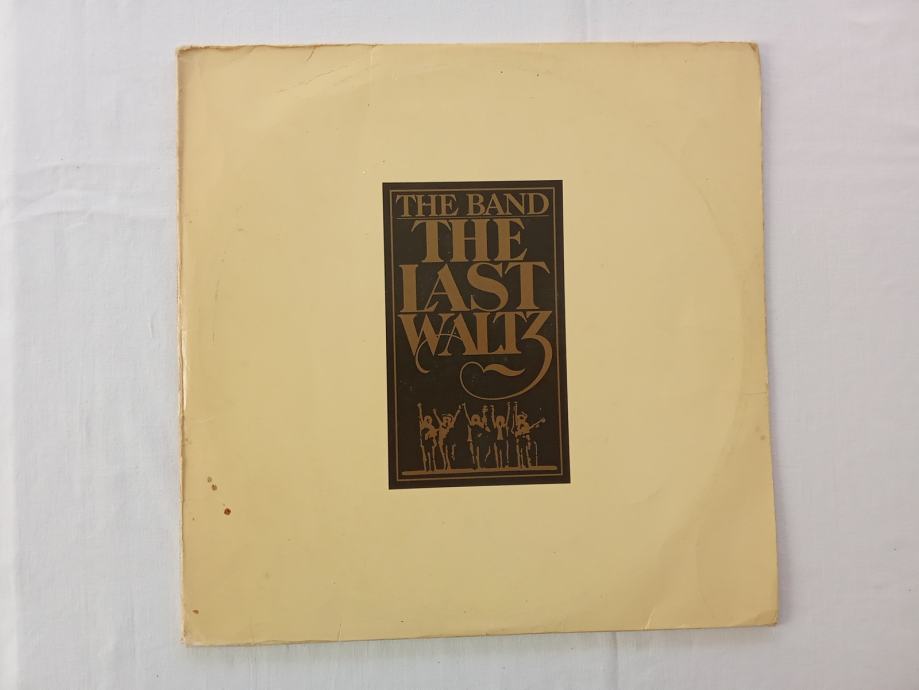 THE BAND
THE
LAST
WALTZ